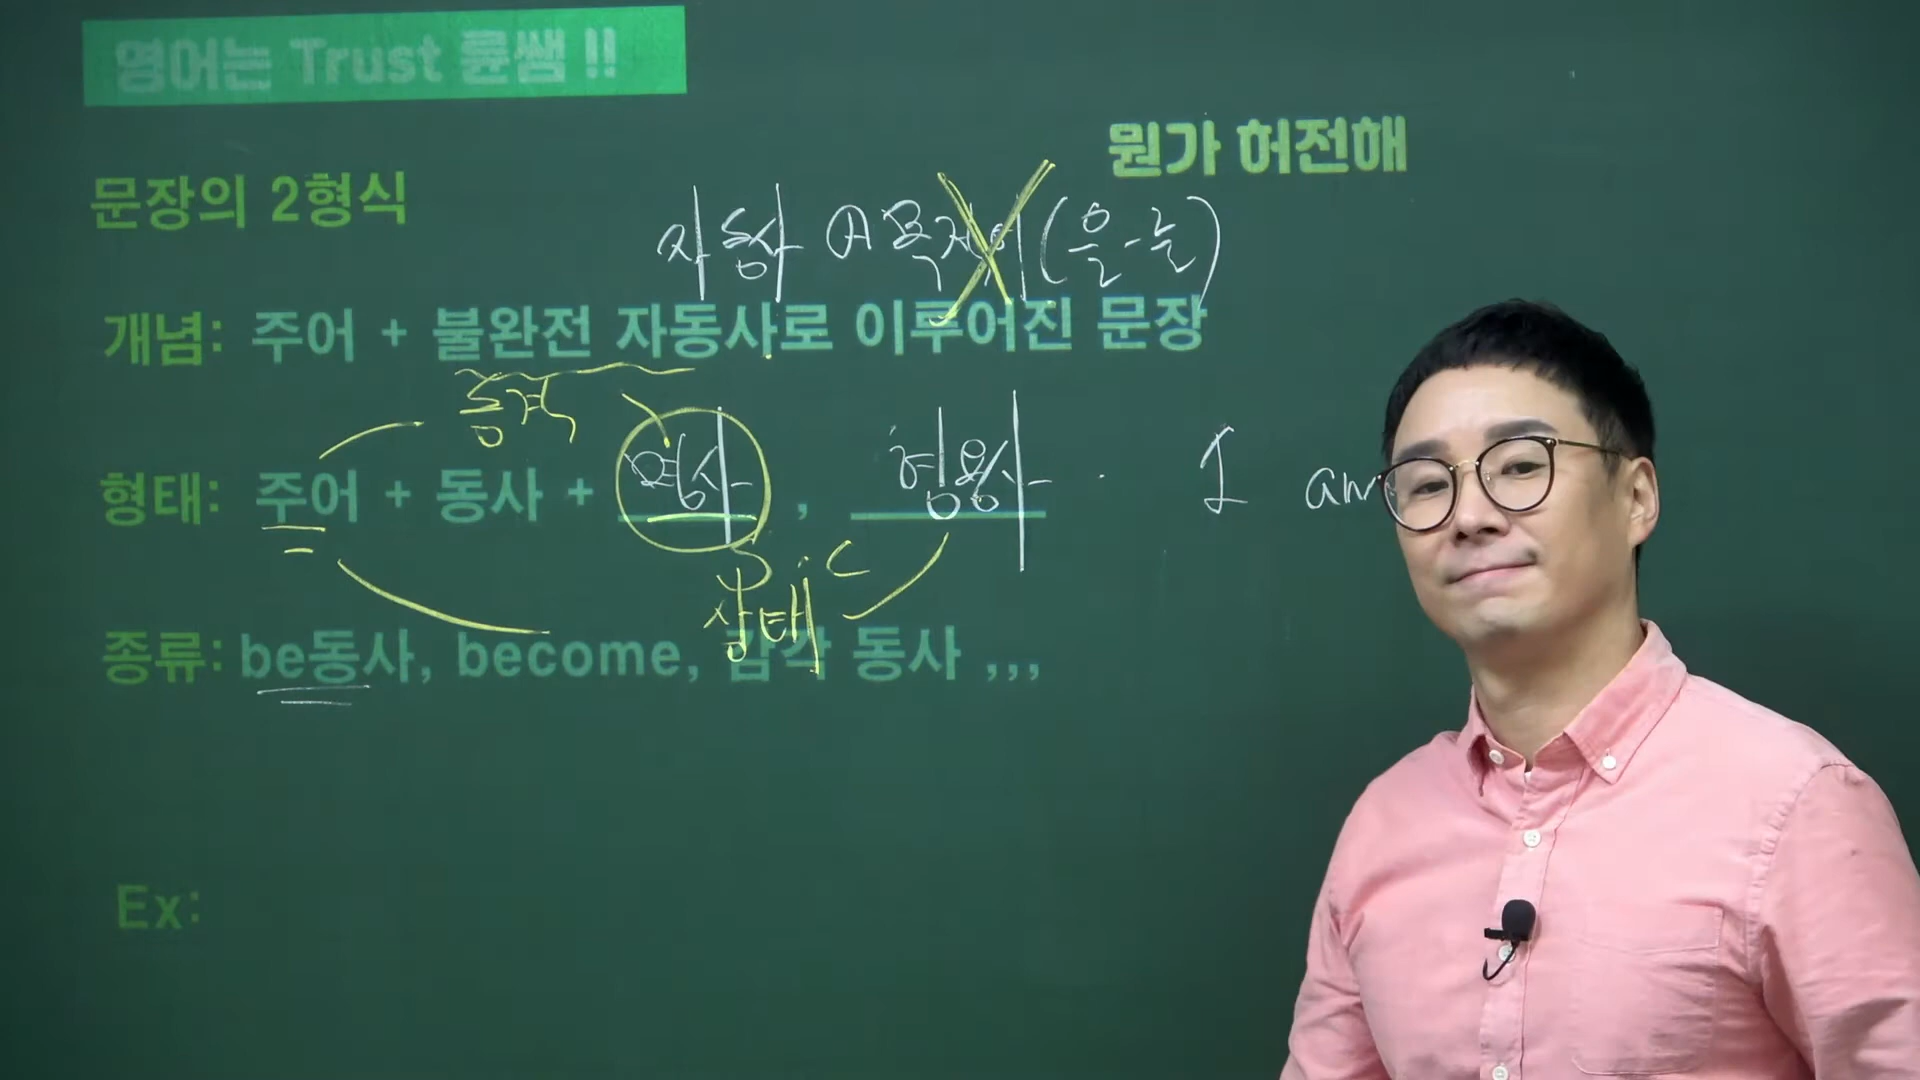 영어는 Trust 륜쌤 !!
뭔가 허전해
문장의 2형식
자동사 목적어 (을-를)
개념: 주어 + 불완전 자동사로 이루어진 문장
동격
형태: 주어 + 동사 + 명사 , 형용사 I am
S.C
상태
종류: be동사, become, 감각 동사 ,,,
Ex: